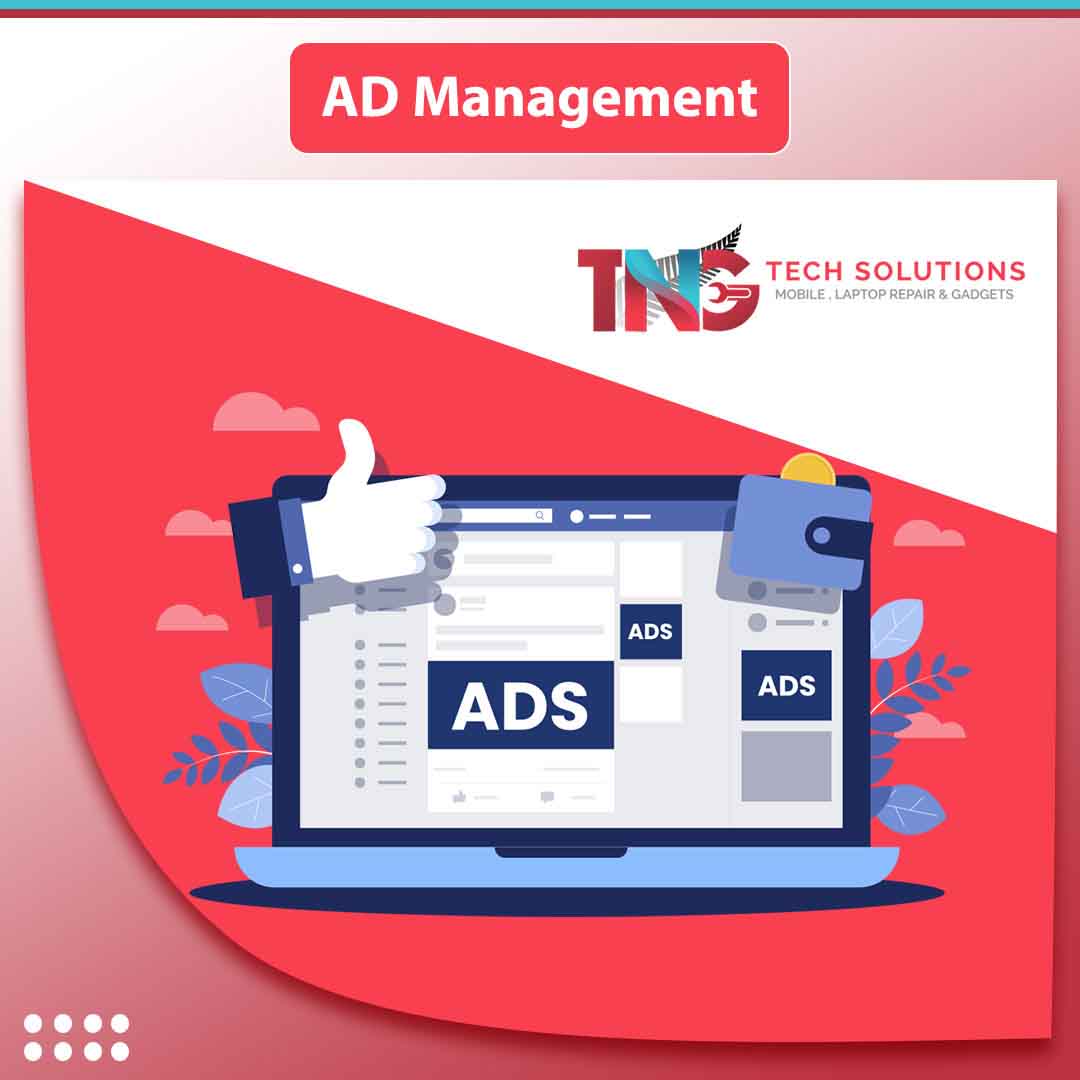 AD Management
TNG
TECH SOLUTIONS
MOBILE , LAPTOP REPAIR & GADGETS
ADS
ADS
ADS